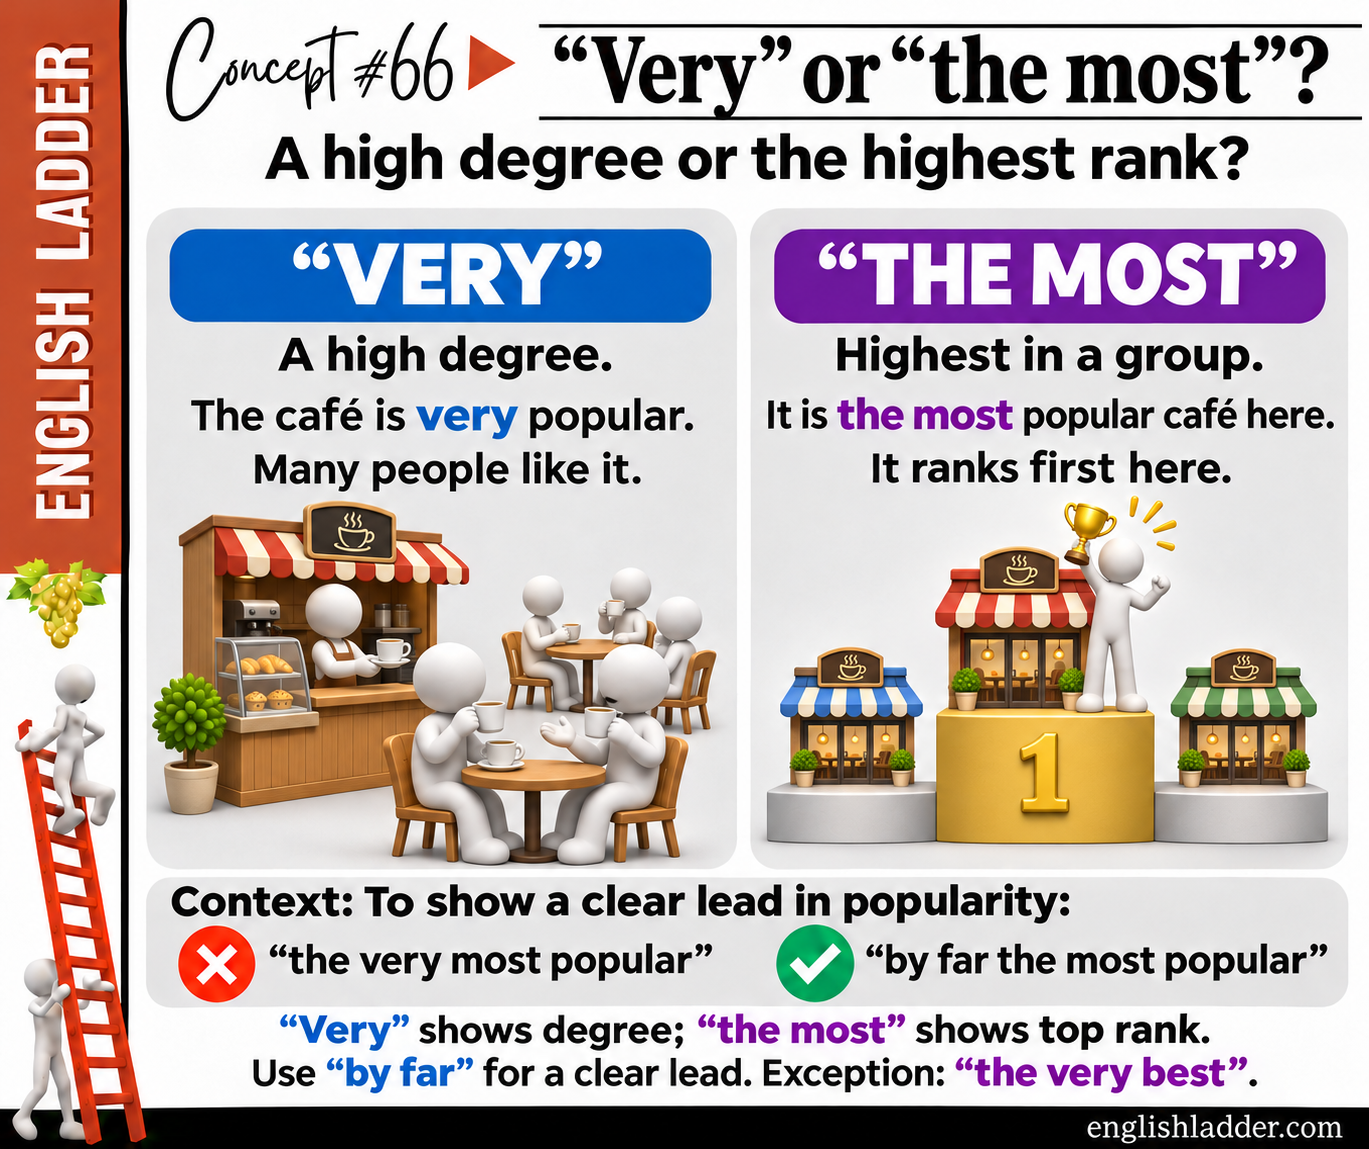 ENGLISH LADDER
Concept #66
“Very” or “the most”?
A high degree or the highest rank?
“VERY”
A high degree.
The café is very popular.
Many people like it.
“THE MOST”
Highest in a group.
It is the most popular café here.
It ranks first here.
1
Context: To show a clear lead in popularity:
“the very most popular”
“by far the most popular”
“Very” shows degree; “the most” shows top rank.
Use “by far” for a clear lead. Exception: “the very best”.
englishladder.com